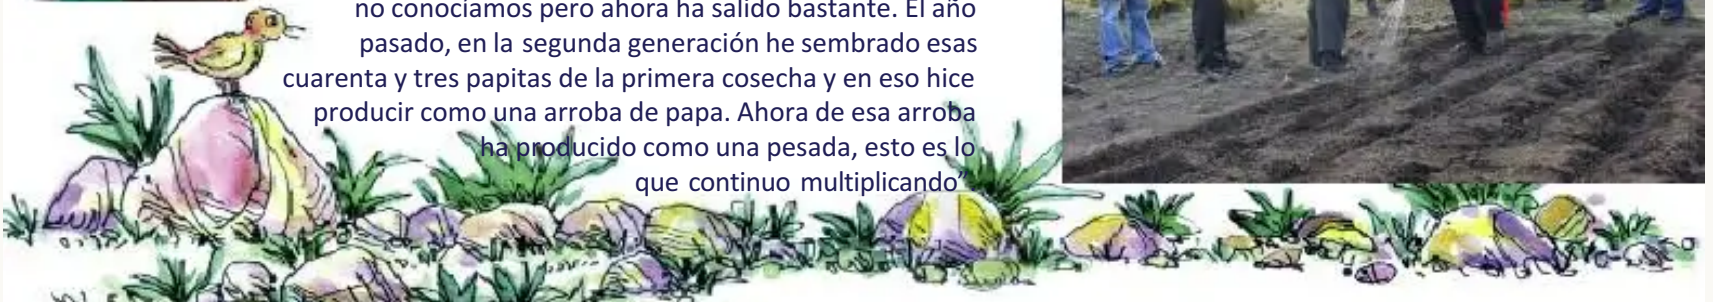 no conocíamos pero ahora ha salido bastante. El año
pasado, en la segunda generación he sembrado esas
cuarenta y tres papitas de la primera cosecha y en eso hice
producir como una arroba de papa. Ahora de esa arroba
ha producido como una pesada, esto es lo
que continuo multiplicando”.